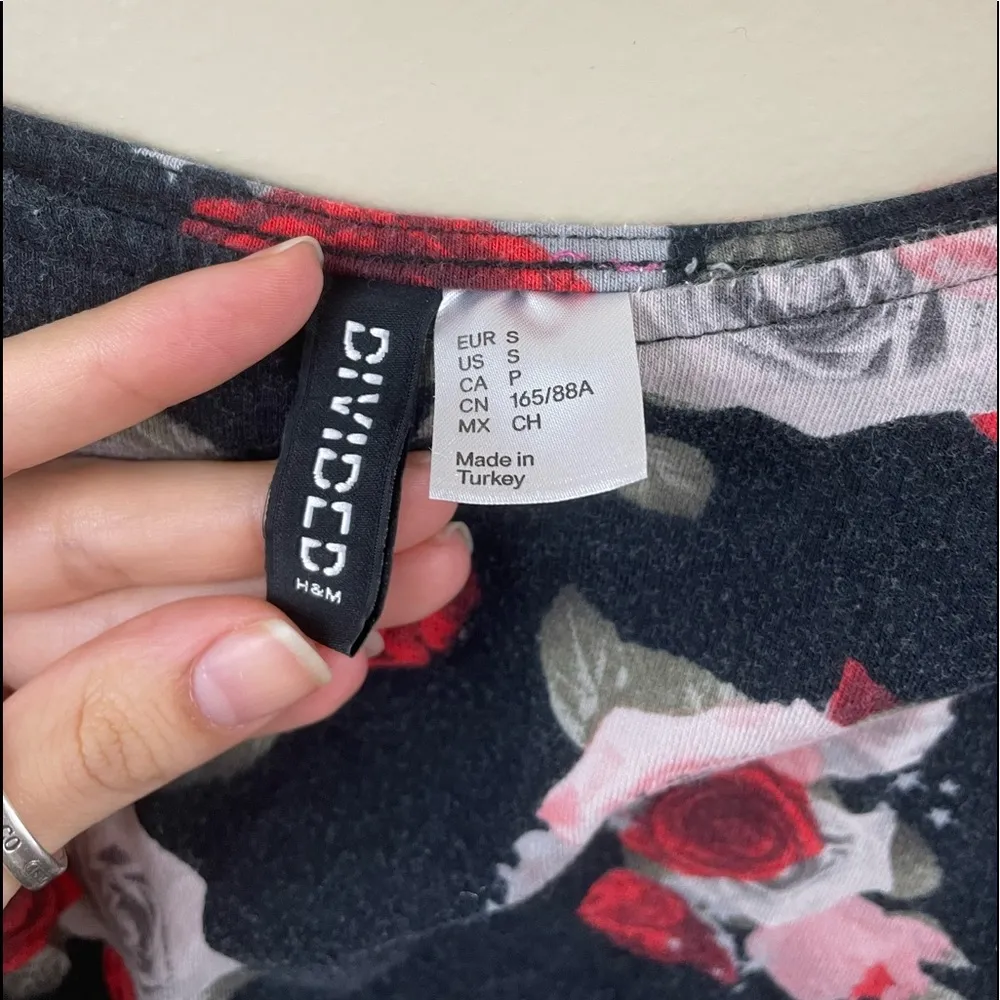 DIVIDED
H&M
EUR S
US S
CA P
CN 165/88A
MX CH
Made in
Turkey